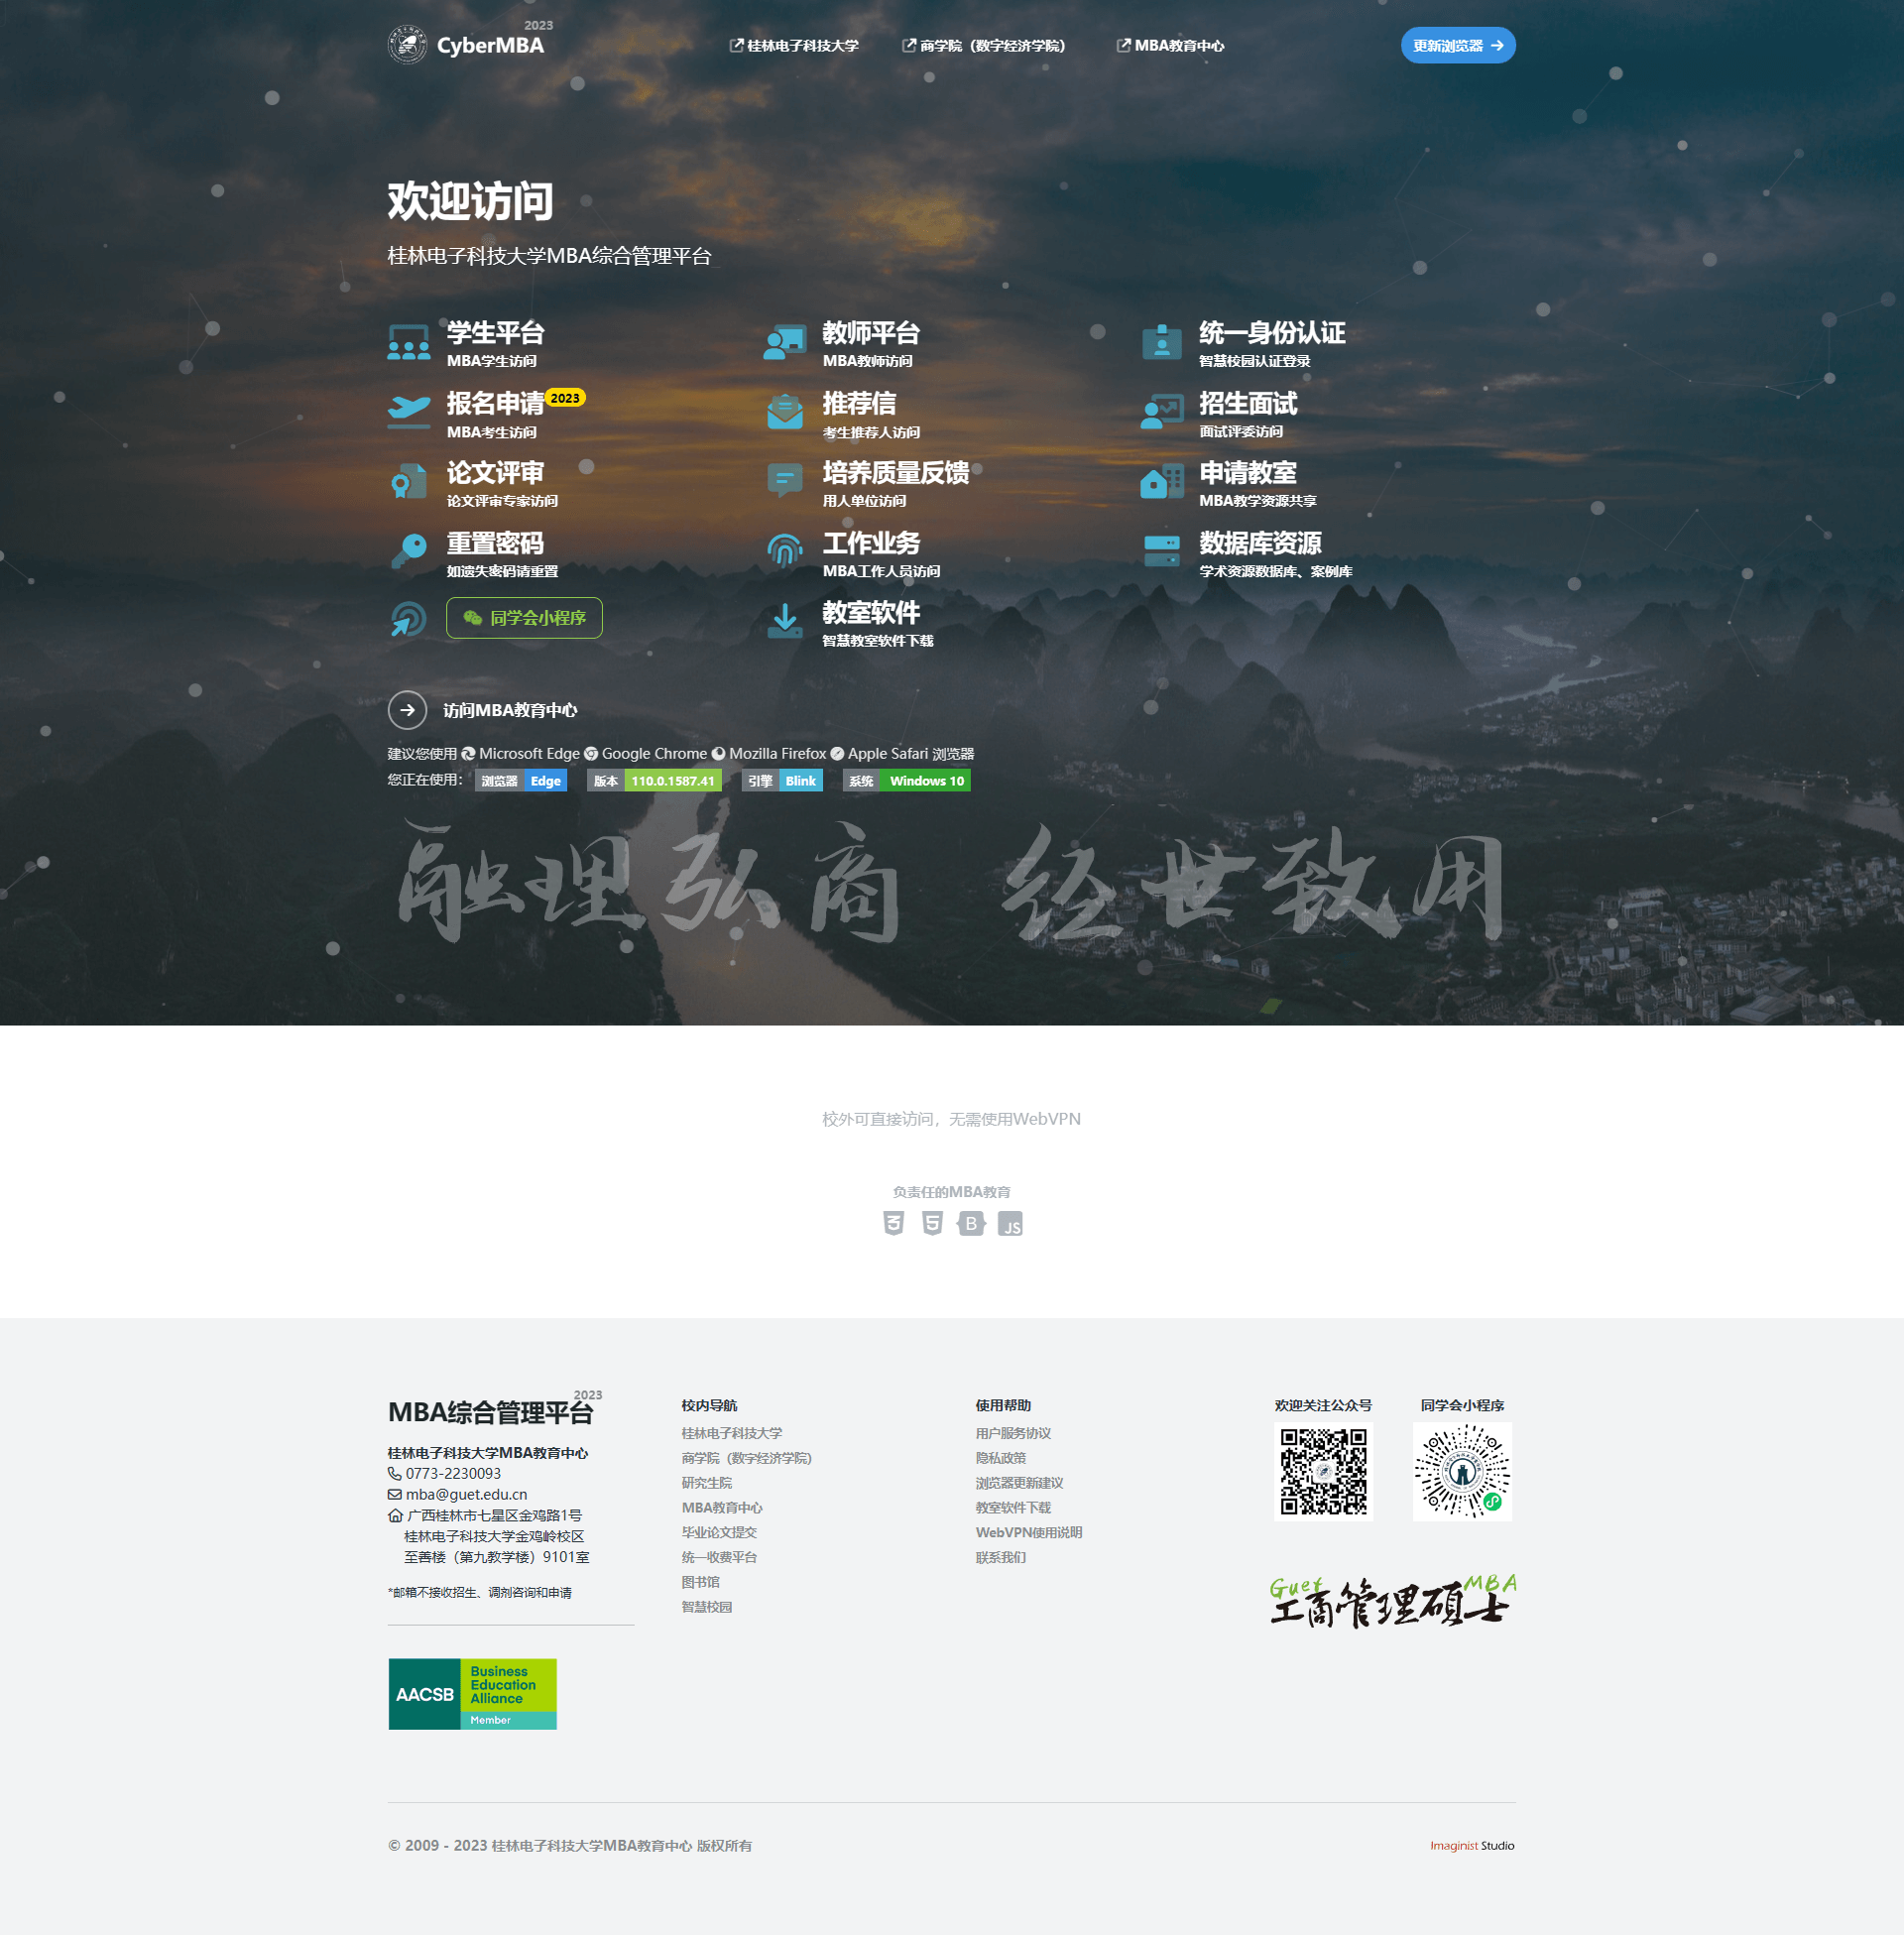 CyberMBA 2023
桂林电子科技大学
商学院（数字经济学院）
MBA教育中心
更新浏览器
欢迎访问
桂林电子科技大学MBA综合管理平台
学生平台
MBA学生访问
教师平台
MBA教师访问
统一身份认证
智慧校园认证登录
报名申请 2023
MBA考生访问
推荐信
考生推荐人访问
招生面试
面试评委访问
论文评审
论文评审专家访问
培养质量反馈
用人单位访问
申请教室
MBA教学资源共享
重置密码
如遗失密码请重置
工作业务
MBA工作人员访问
数据库资源
学术资源数据库、案例库
同学会小程序
教室软件
智慧教室软件下载
访问MBA教育中心
建议您使用 Microsoft Edge Google Chrome Mozilla Firefox Apple Safari 浏览器
您正在使用： 浏览器 Edge 版本 110.0.1587.41 引擎 Blink 系统 Windows 10
融理弘商 经世致用
校外可直接访问，无需使用WebVPN
负责任的MBA教育
3 5 B JS
MBA综合管理平台 2023
桂林电子科技大学MBA教育中心
0773-2230093
mba@guet.edu.cn
广西桂林市七星区金鸡路1号
桂林电子科技大学金鸡岭校区
至善楼（第九教学楼）9101室
*邮箱不接收招生、调剂咨询和申请
AACSB
Business
Education
Alliance
Member
校内导航
桂林电子科技大学
商学院（数字经济学院）
研究生院
MBA教育中心
毕业论文提交
统一收费平台
图书馆
智慧校园
使用帮助
用户服务协议
隐私政策
浏览器更新建议
教室软件下载
WebVPN使用说明
联系我们
欢迎关注公众号
同学会小程序
Guet MBA
工商管理碩士
© 2009 - 2023 桂林电子科技大学MBA教育中心 版权所有
Imaginist Studio